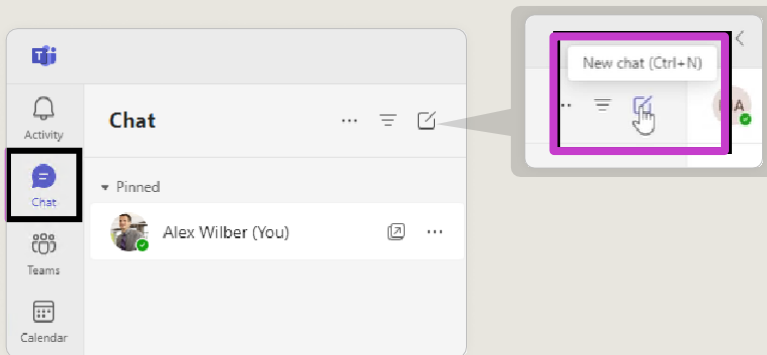 Activity
Chat
Teams
Calendar
Chat
Pinned
Alex Wilber (You)
New chat (Ctrl+N)
A